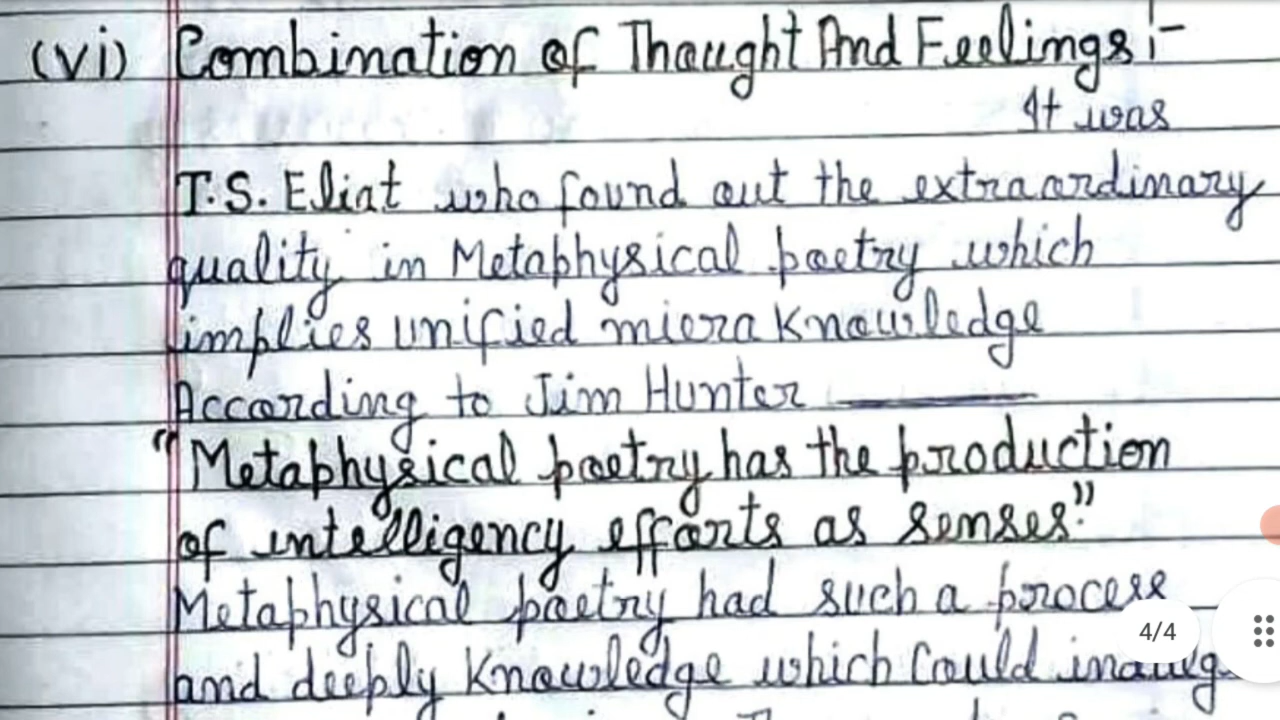 (vi) Combination of Thought And Feelings :-
It was
T.S. Eliat who found out the extraordinary
quality in Metaphysical poetry which
implies unified micra knowledge
According to Jim Hunter
"Metaphysical poetry has the production
of intelligency efforts as senses."
Metaphysical poetry had such a process
4/4
and deeply knowledge which Could